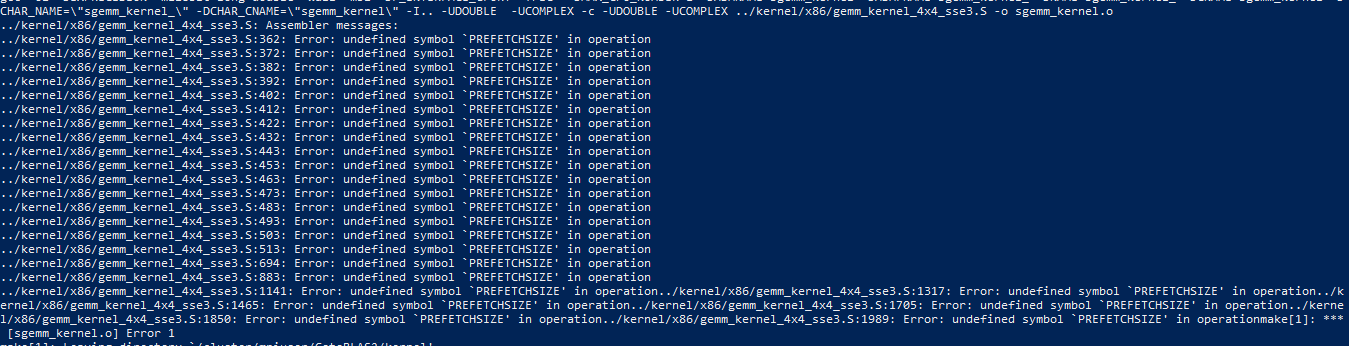 CHAR_NAME=\"sgemm_kernel_\" -DCHAR_CNAME=\"sgemm_kernel\" -I.. -UDOUBLE  -UCOMPLEX -c -UDOUBLE -UCOMPLEX ../kernel/x86/gemm_kernel_4x4_sse3.S -o sgemm_kernel.o
../kernel/x86/gemm_kernel_4x4_sse3.S: Assembler messages:
../kernel/x86/gemm_kernel_4x4_sse3.S:362: Error: undefined symbol `PREFETCHSIZE' in operation
../kernel/x86/gemm_kernel_4x4_sse3.S:372: Error: undefined symbol `PREFETCHSIZE' in operation
../kernel/x86/gemm_kernel_4x4_sse3.S:382: Error: undefined symbol `PREFETCHSIZE' in operation
../kernel/x86/gemm_kernel_4x4_sse3.S:392: Error: undefined symbol `PREFETCHSIZE' in operation
../kernel/x86/gemm_kernel_4x4_sse3.S:402: Error: undefined symbol `PREFETCHSIZE' in operation
../kernel/x86/gemm_kernel_4x4_sse3.S:412: Error: undefined symbol `PREFETCHSIZE' in operation
../kernel/x86/gemm_kernel_4x4_sse3.S:422: Error: undefined symbol `PREFETCHSIZE' in operation
../kernel/x86/gemm_kernel_4x4_sse3.S:432: Error: undefined symbol `PREFETCHSIZE' in operation
../kernel/x86/gemm_kernel_4x4_sse3.S:443: Error: undefined symbol `PREFETCHSIZE' in operation
../kernel/x86/gemm_kernel_4x4_sse3.S:453: Error: undefined symbol `PREFETCHSIZE' in operation
../kernel/x86/gemm_kernel_4x4_sse3.S:463: Error: undefined symbol `PREFETCHSIZE' in operation
../kernel/x86/gemm_kernel_4x4_sse3.S:473: Error: undefined symbol `PREFETCHSIZE' in operation
../kernel/x86/gemm_kernel_4x4_sse3.S:483: Error: undefined symbol `PREFETCHSIZE' in operation
../kernel/x86/gemm_kernel_4x4_sse3.S:493: Error: undefined symbol `PREFETCHSIZE' in operation
../kernel/x86/gemm_kernel_4x4_sse3.S:503: Error: undefined symbol `PREFETCHSIZE' in operation
../kernel/x86/gemm_kernel_4x4_sse3.S:513: Error: undefined symbol `PREFETCHSIZE' in operation
../kernel/x86/gemm_kernel_4x4_sse3.S:694: Error: undefined symbol `PREFETCHSIZE' in operation
../kernel/x86/gemm_kernel_4x4_sse3.S:883: Error: undefined symbol `PREFETCHSIZE' in operation
../kernel/x86/gemm_kernel_4x4_sse3.S:1141: Error: undefined symbol `PREFETCHSIZE' in operation../kernel/x86/gemm_kernel_4x4_sse3.S:1317: Error: undefined symbol `PREFETCHSIZE' in operation../k
ernel/x86/gemm_kernel_4x4_sse3.S:1465: Error: undefined symbol `PREFETCHSIZE' in operation../kernel/x86/gemm_kernel_4x4_sse3.S:1705: Error: undefined symbol `PREFETCHSIZE' in operation../kerne
l/x86/gemm_kernel_4x4_sse3.S:1850: Error: undefined symbol `PREFETCHSIZE' in operation../kernel/x86/gemm_kernel_4x4_sse3.S:1989: Error: undefined symbol `PREFETCHSIZE' in operationmake[1]: ***
[sgemm_kernel.o] Error 1